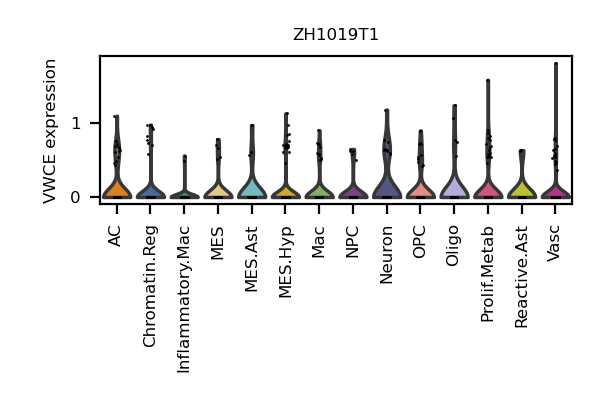 ZH1019T1
VWCE expression
1
0
AC
Chromatin.Reg
Inflammatory.Mac
MES
MES.Ast
MES.Hyp
Mac
NPC
Neuron
OPC
Oligo
Prolif.Metab
Reactive.Ast
Vasc